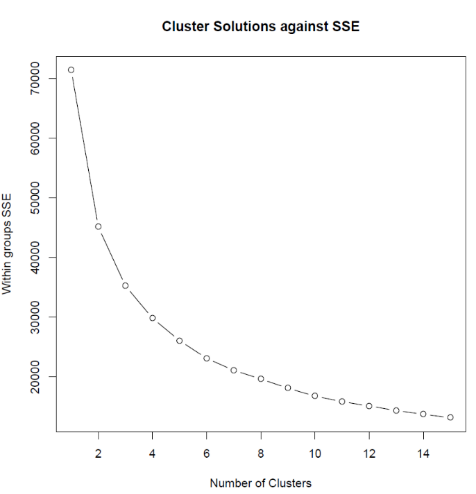 Cluster Solutions against SSE
Within groups SSE
70000
60000
50000
40000
30000
20000
2 4 6 8 10 12 14
Number of Clusters